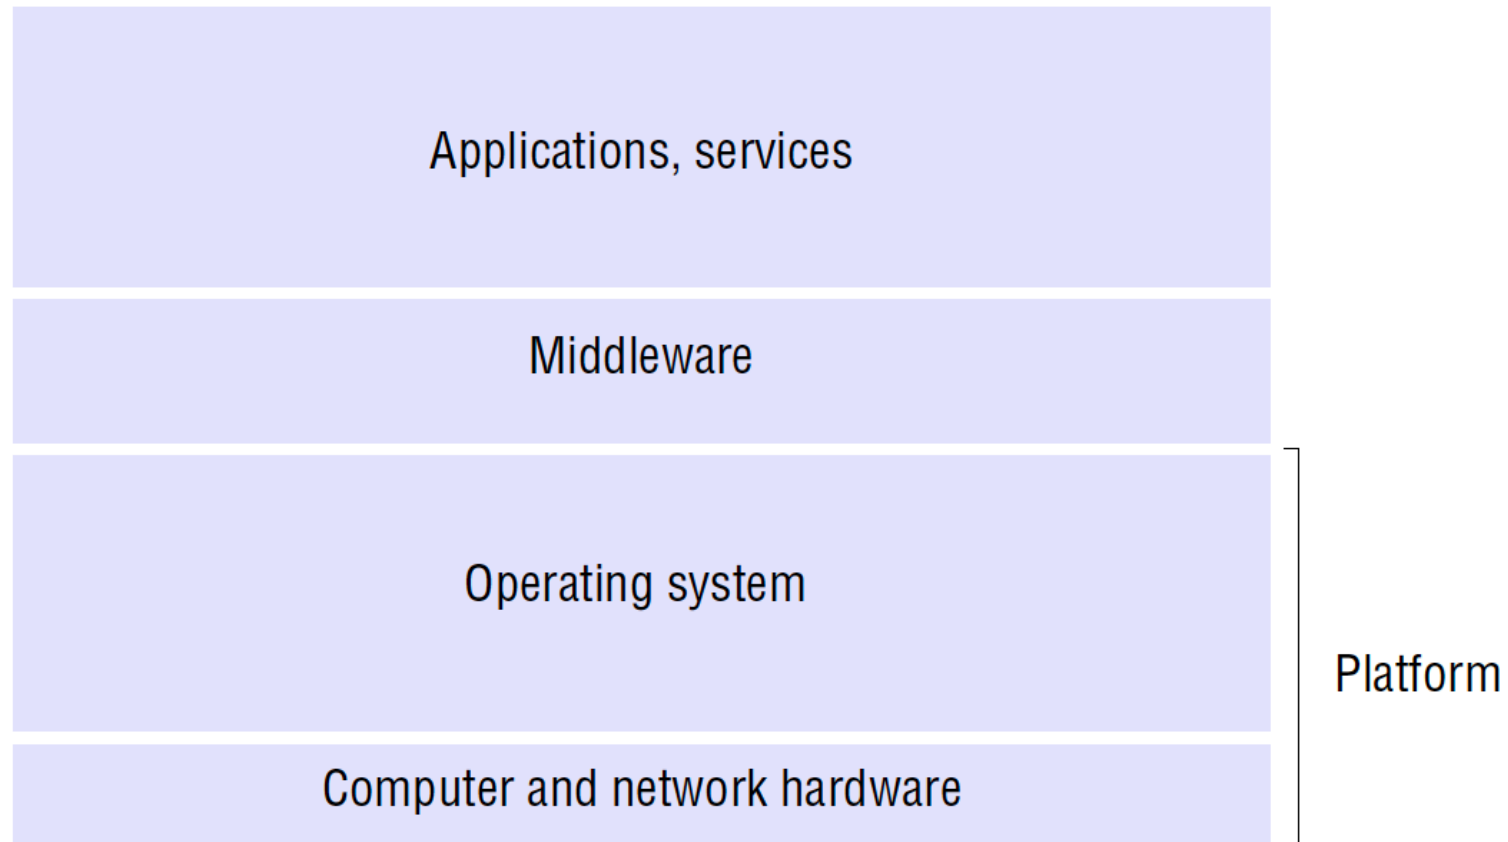 Applications, services
Middleware
Operating system
Platform
Computer and network hardware